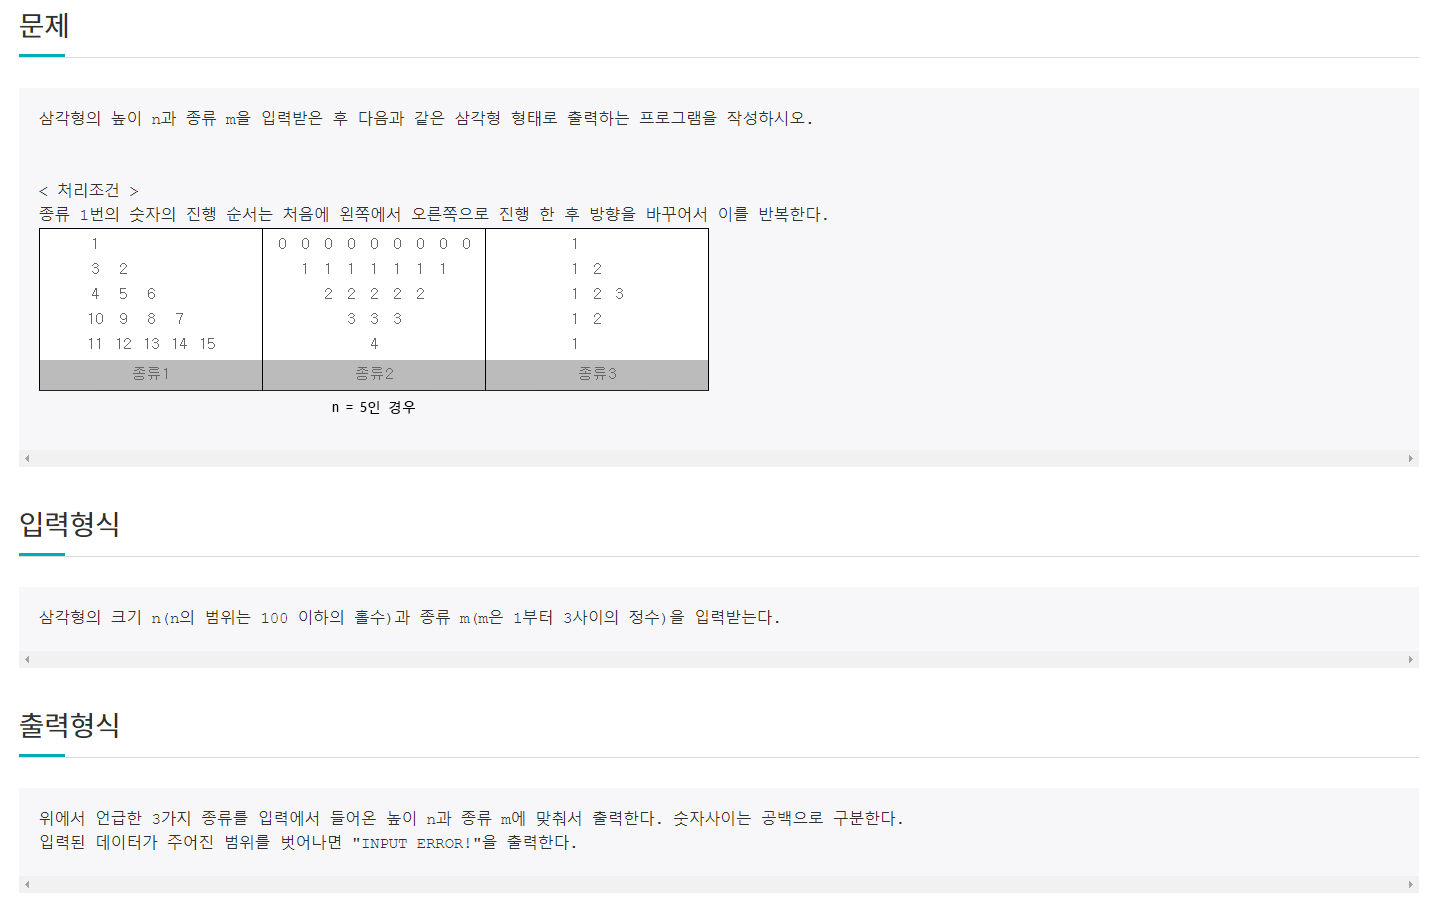 문제
삼각형의 높이 n과 종류 m을 입력받은 후 다음과 같은 삼각형 형태로 출력하는 프로그램을 작성하시오.
< 처리조건 >
종류 1번의 숫자의 진행 순서는 처음에 왼쪽에서 오른쪽으로 진행 한 후 방향을 바꾸어서 이를 반복한다.
1 0 0 0 0 0 0 0 0 0 1
3 2 1 1 1 1 1 1 1 1 2
4 5 6 2 2 2 2 2 1 2 3
10 9 8 7 3 3 3 1 2
11 12 13 14 15 4 1
종류1 종류2 종류3
n = 5인 경우
입력형식
삼각형의 크기 n(n의 범위는 100 이하의 홀수)과 종류 m(m은 1부터 3사이의 정수)을 입력받는다.
출력형식
위에서 언급한 3가지 종류를 입력에서 들어온 높이 n과 종류 m에 맞춰서 출력한다. 숫자사이는 공백으로 구분한다.
입력된 데이터가 주어진 범위를 벗어나면 "INPUT ERROR!"을 출력한다.